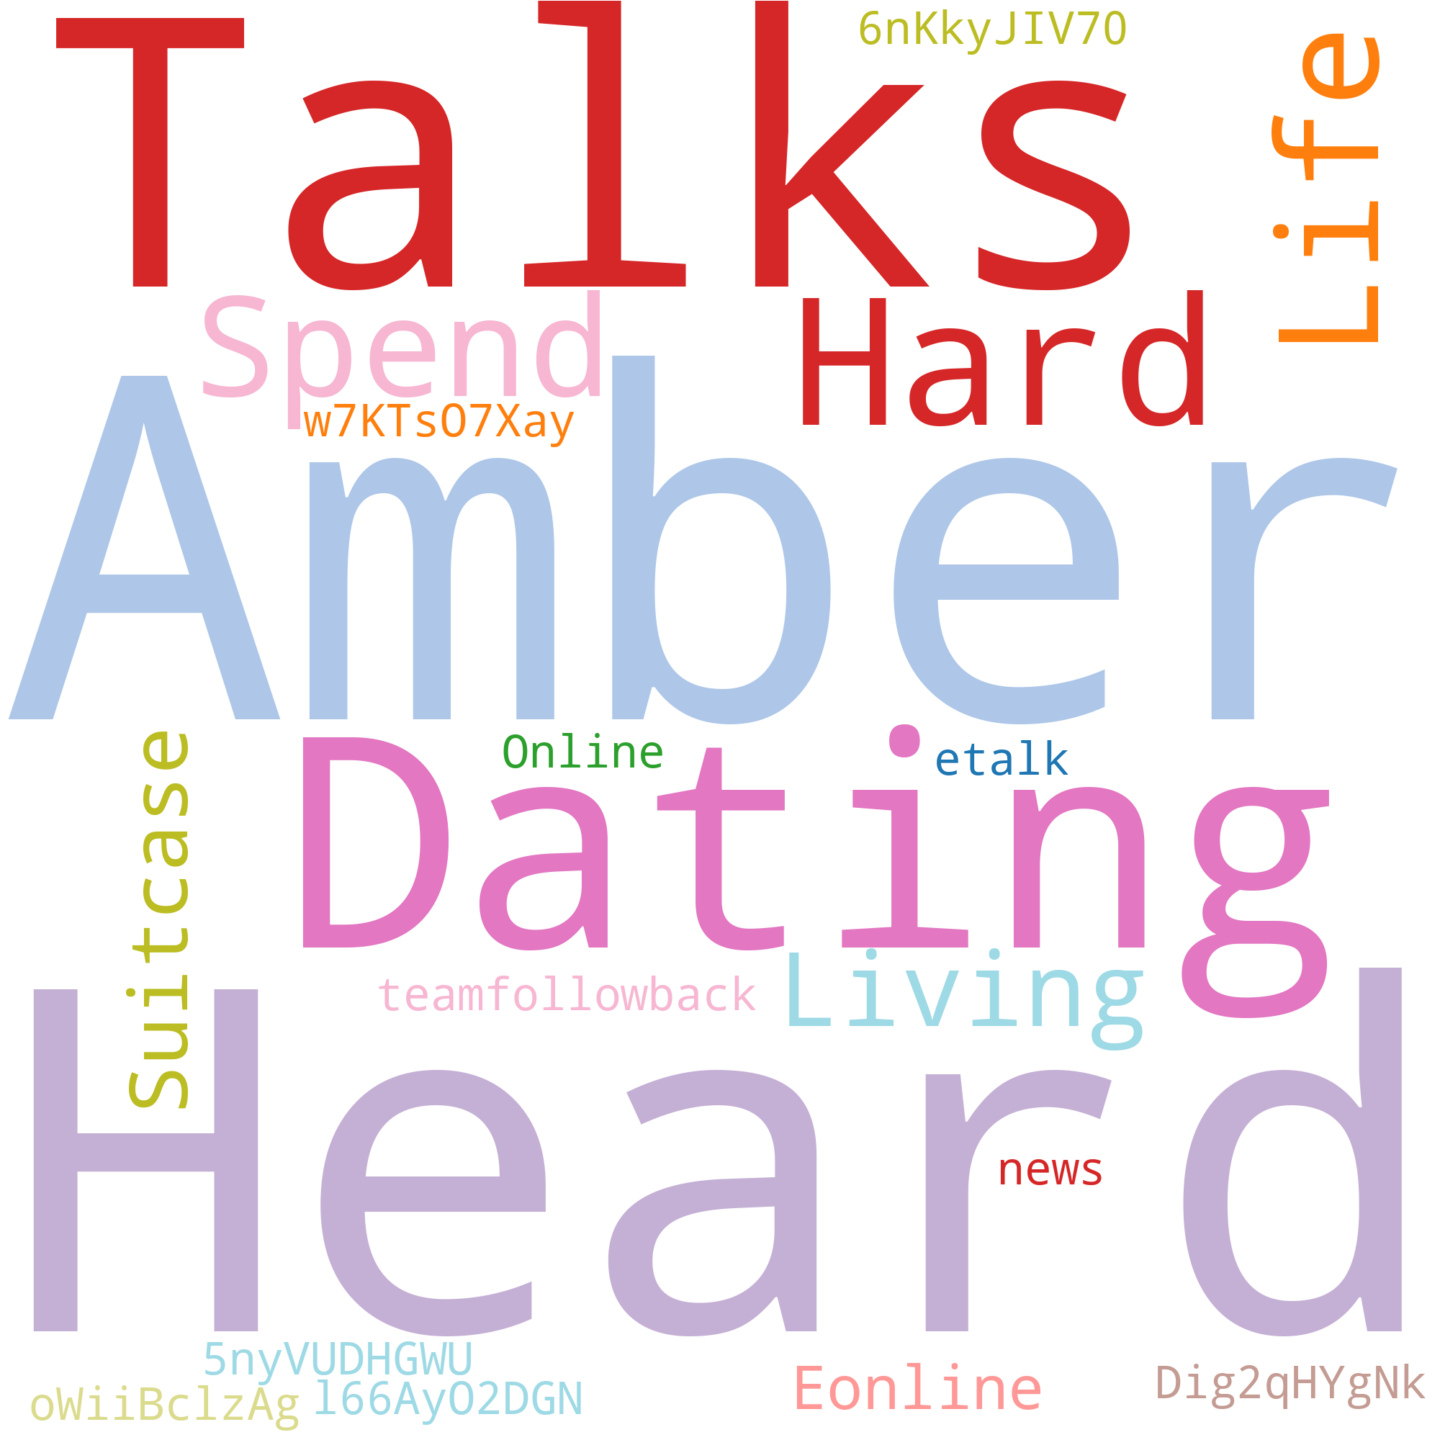 6nKkyJIV7O
Talks
Life
Spend
Hard
w7KTsO7Xay
Amber
Suitcase
Online
etalk
Dating
teamfollowback
Living
Heard
news
5nyVUDHGWU
oWiiBclzAg
l66AyO2DGN
Eonline
Dig2qHYgNk